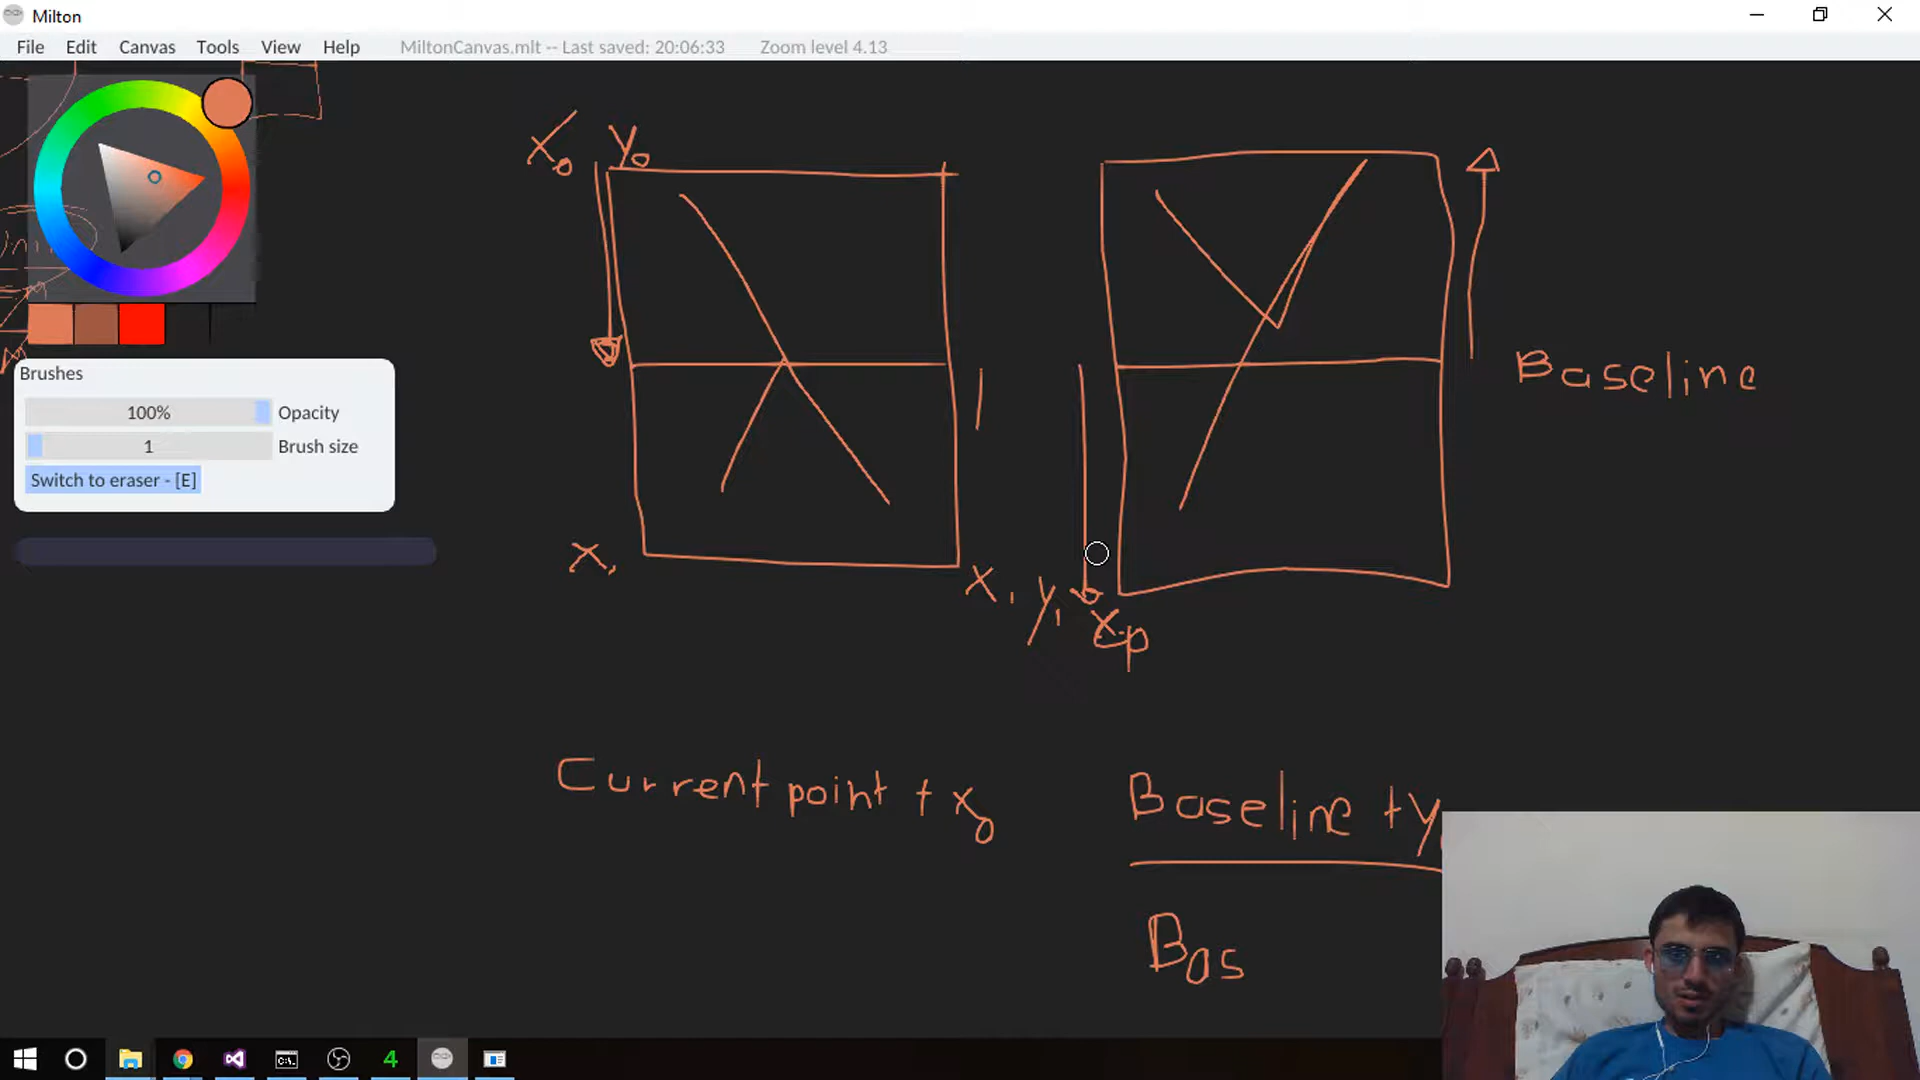 Milton
File Edit Canvas Tools View Help MiltonCanvas.mlt -- Last saved: 20:06:33 Zoom level 4.13
x₀ y₀
Brushes
100% Opacity
1 Brush size
Switch to eraser - [E]
Baseline
x₁
x₁ y₁
Current point + x₀
Baseline + y
Bas
4